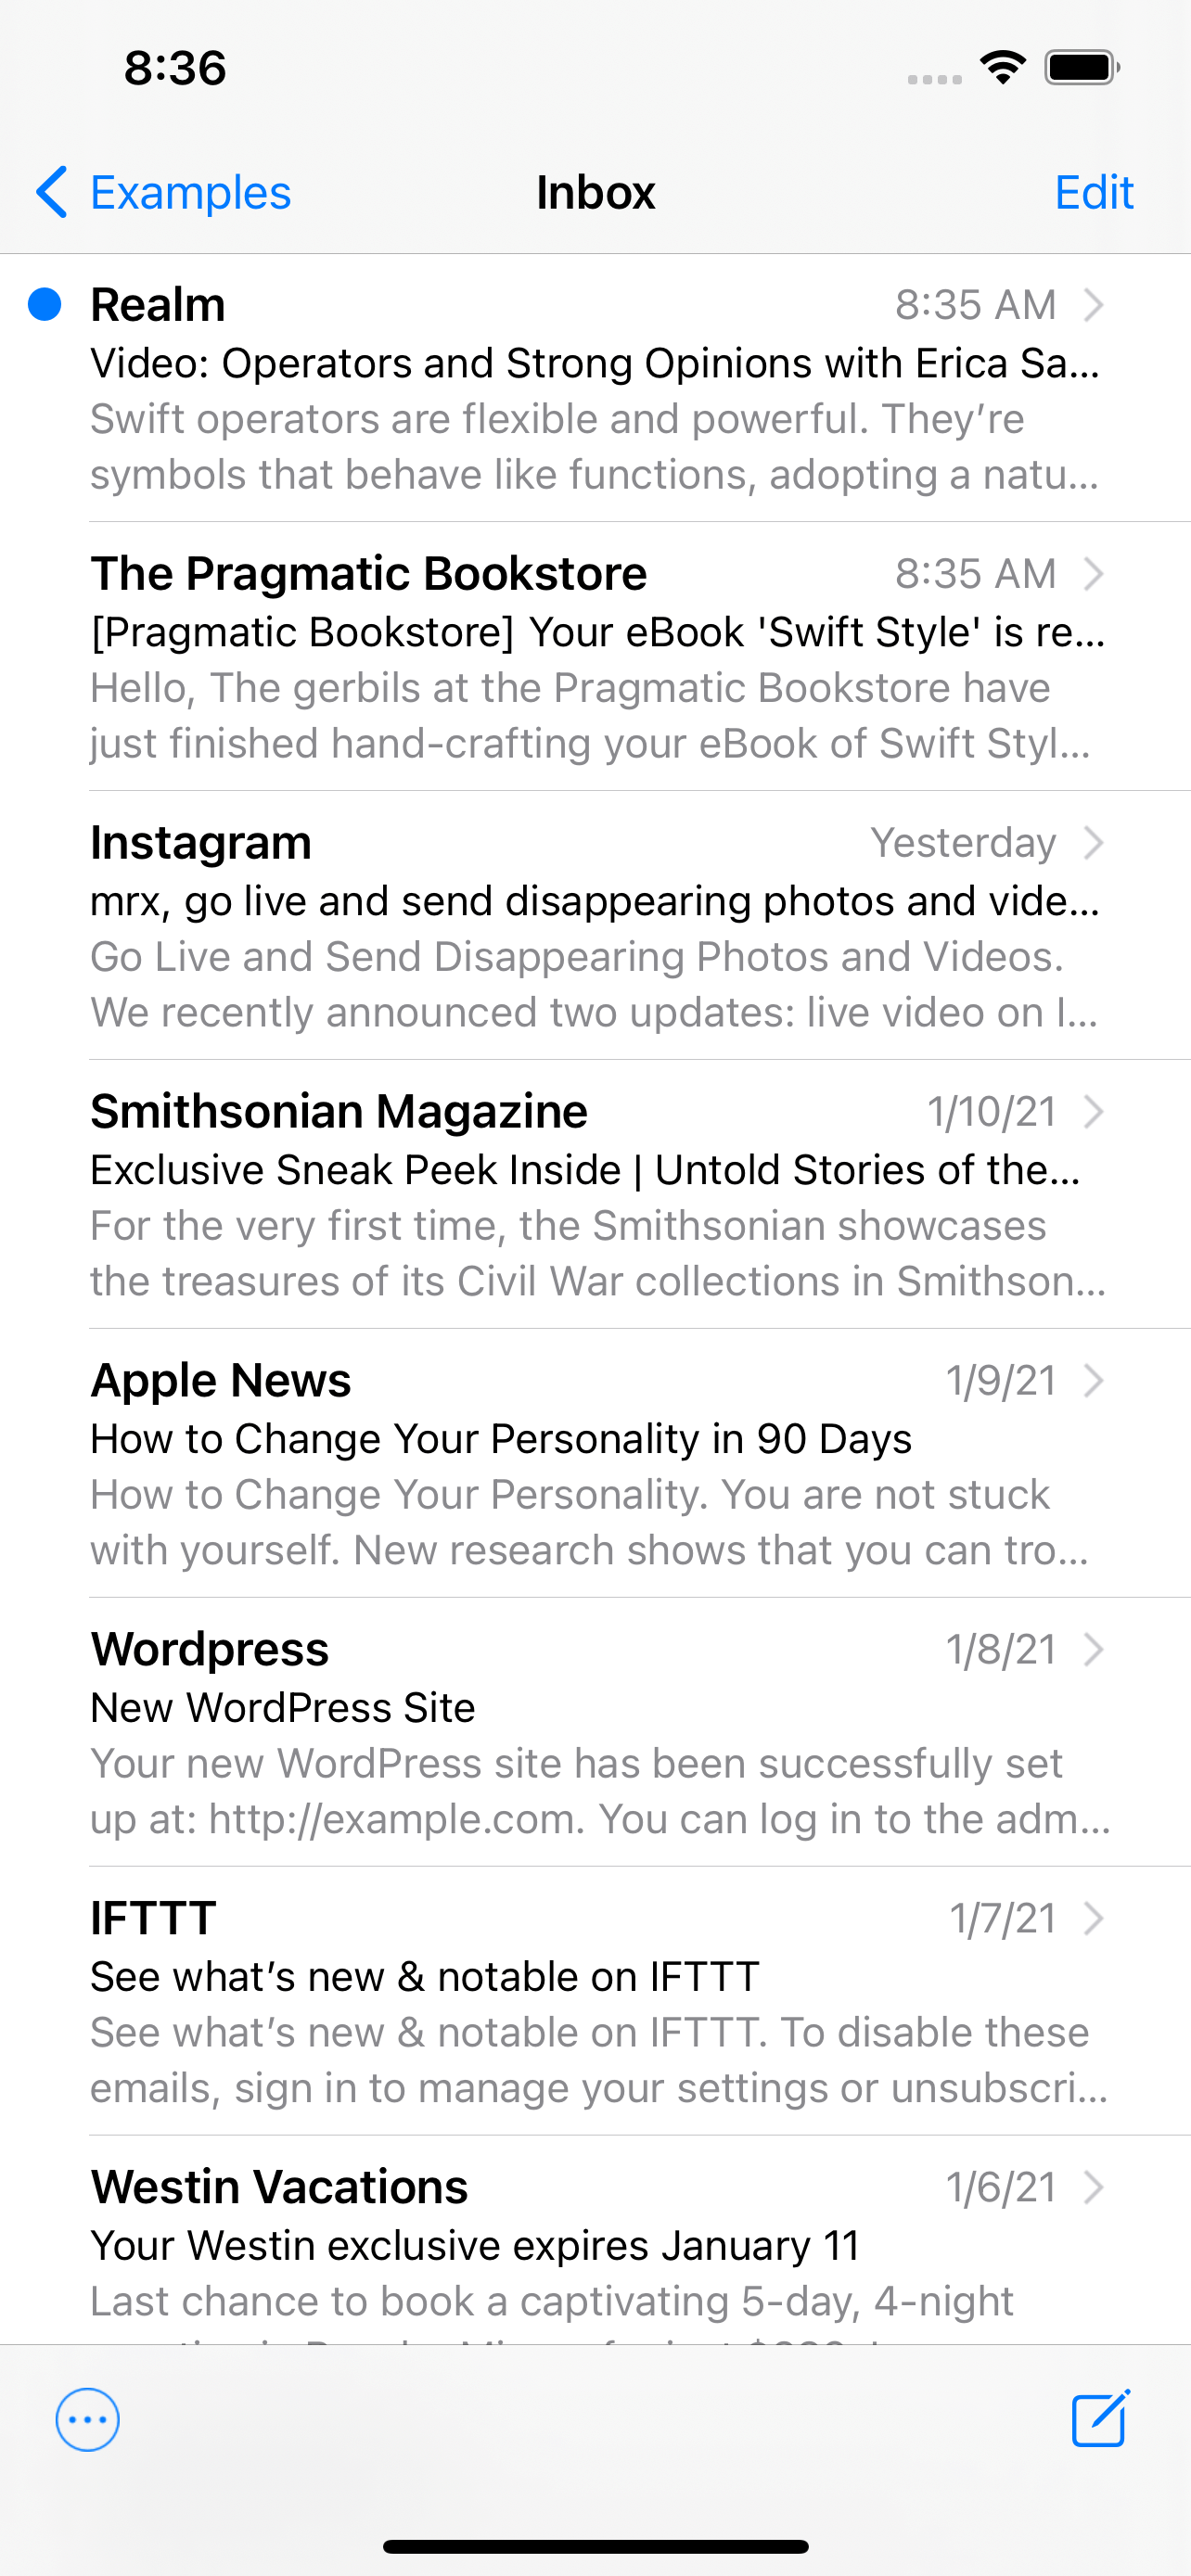 8:36
Examples
Inbox
Edit
Realm
8:35 AM
Video: Operators and Strong Opinions with Erica Sa...
Swift operators are flexible and powerful. They’re
symbols that behave like functions, adopting a natu...
The Pragmatic Bookstore
8:35 AM
[Pragmatic Bookstore] Your eBook 'Swift Style' is re...
Hello, The gerbils at the Pragmatic Bookstore have
just finished hand-crafting your eBook of Swift Styl...
Instagram
Yesterday
mrx, go live and send disappearing photos and vide...
Go Live and Send Disappearing Photos and Videos.
We recently announced two updates: live video on I...
Smithsonian Magazine
1/10/21
Exclusive Sneak Peek Inside | Untold Stories of the...
For the very first time, the Smithsonian showcases
the treasures of its Civil War collections in Smithson...
Apple News
1/9/21
How to Change Your Personality in 90 Days
How to Change Your Personality. You are not stuck
with yourself. New research shows that you can tro...
Wordpress
1/8/21
New WordPress Site
Your new WordPress site has been successfully set
up at: http://example.com. You can log in to the adm...
IFTTT
1/7/21
See what’s new & notable on IFTTT
See what’s new & notable on IFTTT. To disable these
emails, sign in to manage your settings or unsubscri...
Westin Vacations
1/6/21
Your Westin exclusive expires January 11
Last chance to book a captivating 5-day, 4-night